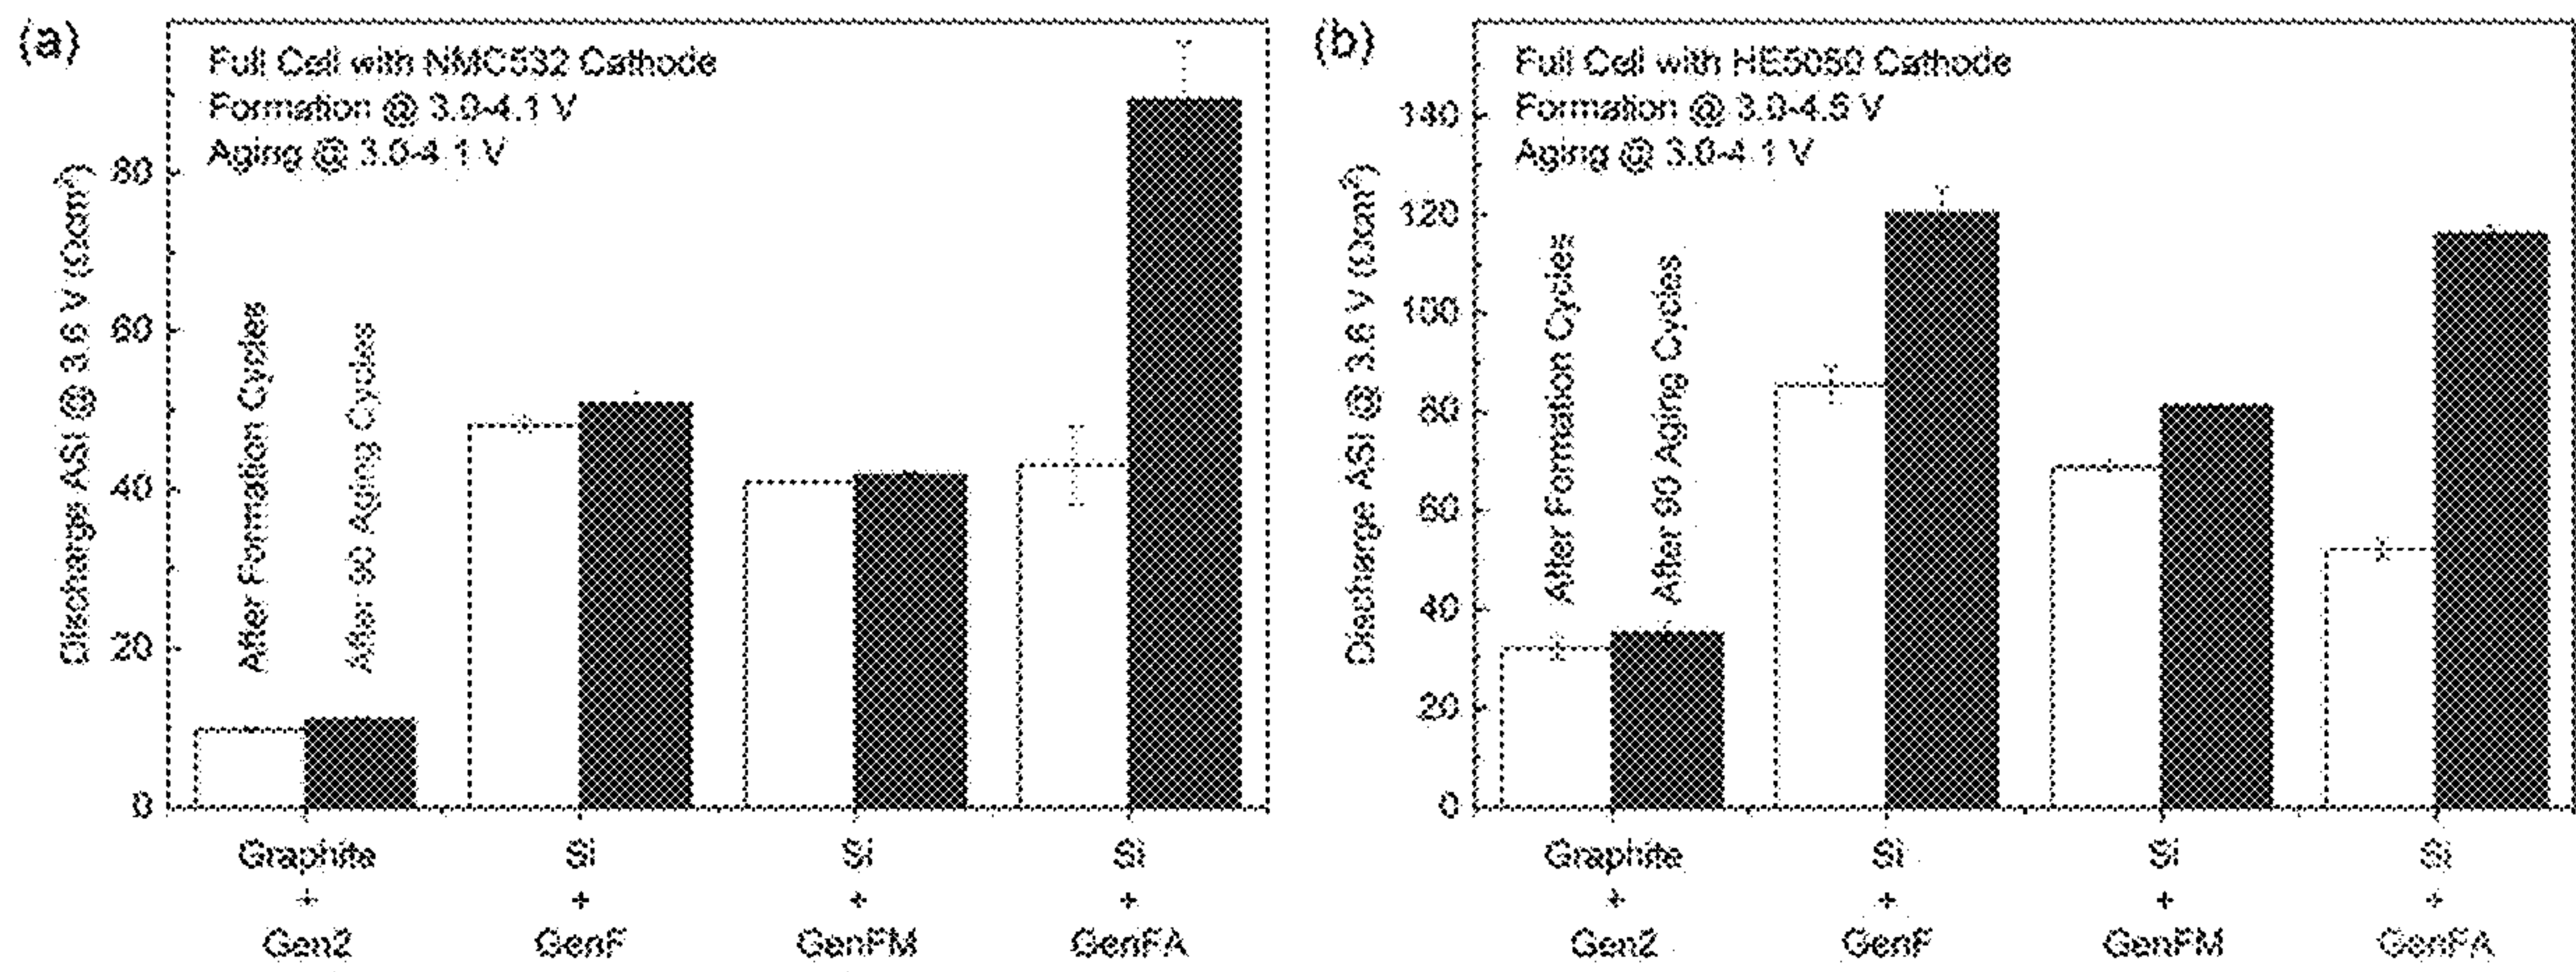 (a)
Full Cell with NMC532 Cathode
Formation @ 3.0-4.1 V
Aging @ 3.0-4.1 V
Discharge ASI @ 3.6 V (Ωcm²)
80
60
40
20
0
After Formation Cycles
After 90 Aging Cycles
Graphite
+
Gen2
Si
+
GenF
Si
+
GenFM
Si
+
GenFA
(b)
Full Cell with HE5050 Cathode
Formation @ 3.0-4.5 V
Aging @ 3.0-4.1 V
Discharge ASI @ 3.6 V (Ωcm²)
140
120
100
80
60
40
20
0
After Formation Cycles
After 90 Aging Cycles
Graphite
+
Gen2
Si
+
GenF
Si
+
GenFM
Si
+
GenFA